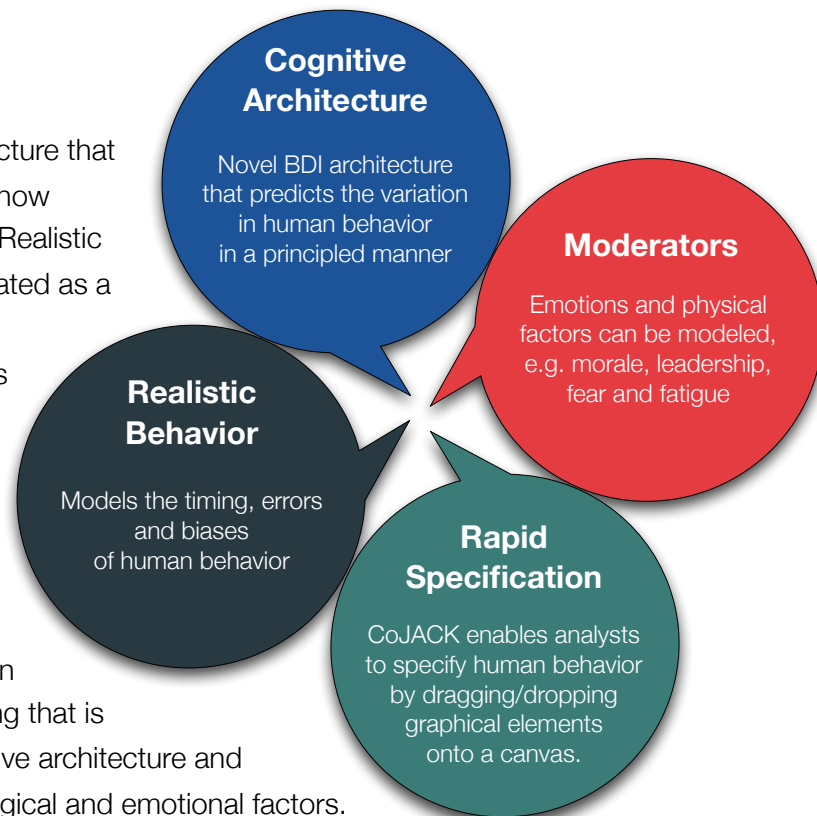 cture that
now
Realistic
ated as a
s
n
ng that is
ve architecture and
gical and emotional factors.
Cognitive
Architecture
Novel BDI architecture
that predicts the variation
in human behavior
in a principled manner
Moderators
Emotions and physical
factors can be modeled,
e.g. morale, leadership,
fear and fatigue
Realistic
Behavior
Models the timing, errors
and biases
of human behavior
Rapid
Specification
CoJACK enables analysts
to specify human behavior
by dragging/dropping
graphical elements
onto a canvas.